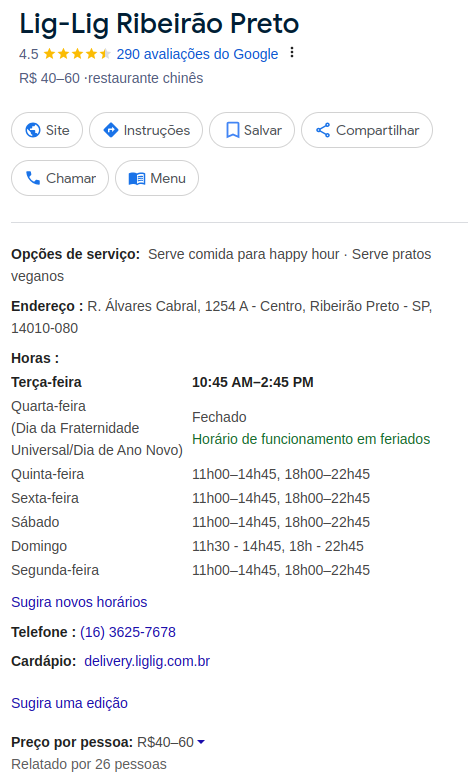 Lig-Lig Ribeirão Preto
4.5 290 avaliações do Google
R$ 40–60 ·restaurante chinês
Site Instruções Salvar Compartilhar
Chamar Menu
Opções de serviço: Serve comida para happy hour · Serve pratos
veganos
Endereço : R. Álvares Cabral, 1254 A - Centro, Ribeirão Preto - SP,
14010-080
Horas :
Terça-feira 10:45 AM–2:45 PM
Quarta-feira
(Dia da Fraternidade
Universal/Dia de Ano Novo)
Fechado
Horário de funcionamento em feriados
Quinta-feira 11h00–14h45, 18h00–22h45
Sexta-feira 11h00–14h45, 18h00–22h45
Sábado 11h00–14h45, 18h00–22h45
Domingo 11h30 - 14h45, 18h - 22h45
Segunda-feira 11h00–14h45, 18h00–22h45
Sugira novos horários
Telefone : (16) 3625-7678
Cardápio: delivery.liglig.com.br
Sugira uma edição
Preço por pessoa: R$40–60
Relatado por 26 pessoas